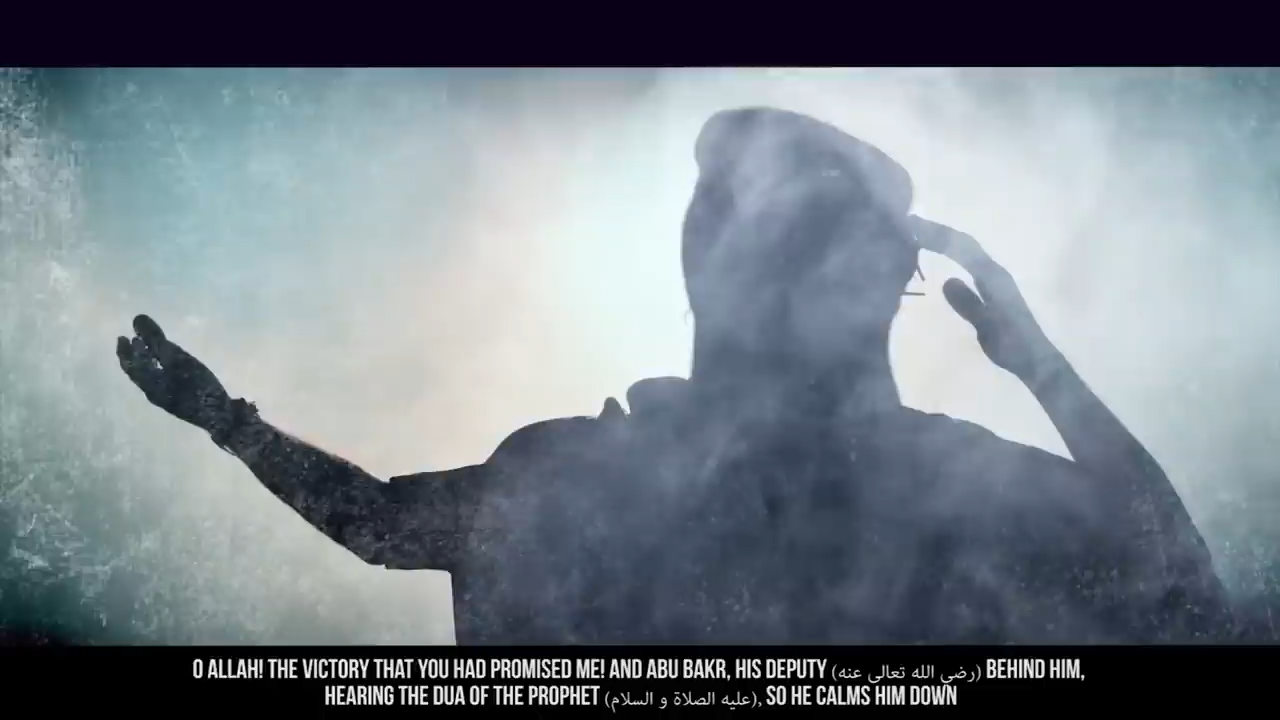 O ALLAH! THE VICTORY THAT YOU HAD PROMISED ME! AND ABU BAKR, HIS DEPUTY (رضي الله تعالى عنه) BEHIND HIM,
HEARING THE DUA OF THE PROPHET (عليه الصلاة و السلام), SO HE CALMS HIM DOWN